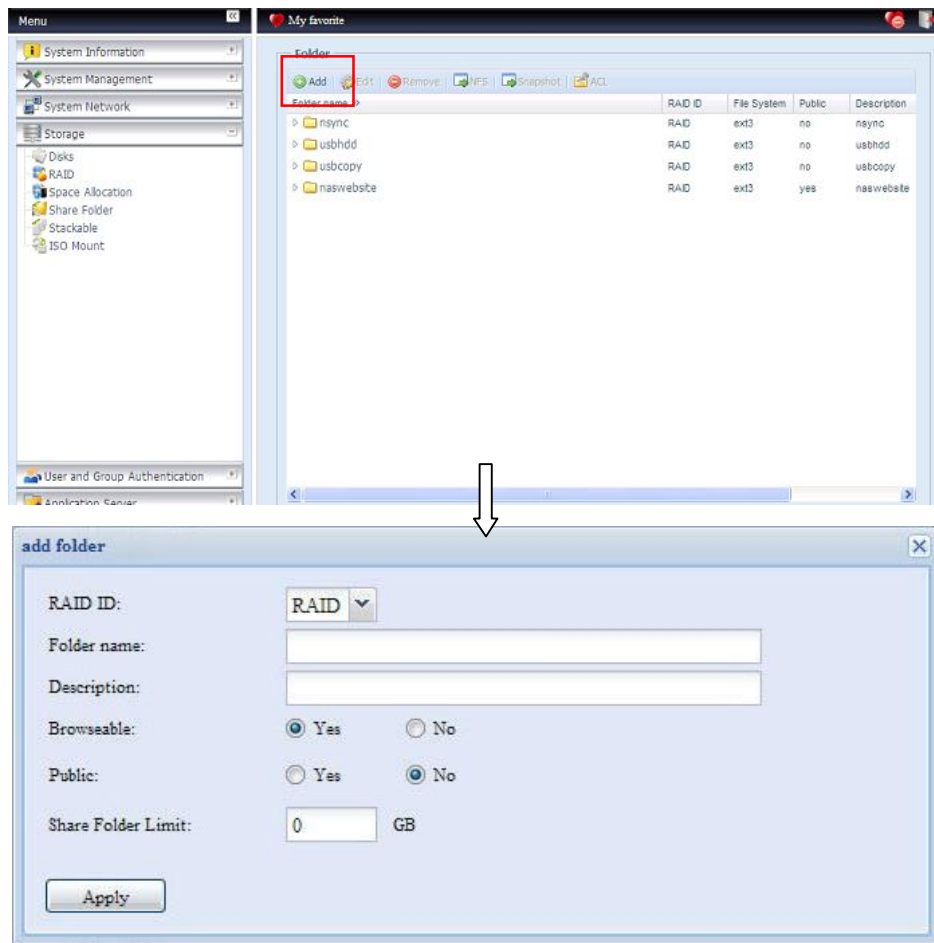 Menu
My favorite
System Information
System Management
System Network
Storage
Disks
RAID
Space Allocation
Share Folder
Stackable
ISO Mount
User and Group Authentication
Application Server
Folder
Add Edit Remove NFS Snapshot ACL
Folder name RAID ID File System Public Description
nsync RAID ext3 no nsync
usbhdd RAID ext3 no usbhdd
usbcopy RAID ext3 no usbcopy
naswebsite RAID ext3 yes naswebsite
add folder
RAID ID: RAID
Folder name:
Description:
Browseable: Yes No
Public: Yes No
Share Folder Limit: 0 GB
Apply